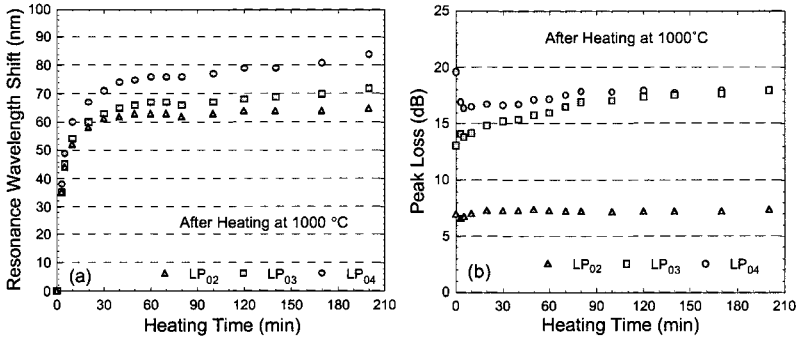 Resonance Wavelength Shift (nm)
100
90
80
70
60
50
40
30
20
10
0
After Heating at 1000 °C
(a)
LP02
LP03
LP04
0 30 60 90 120 150 180 210
Heating Time (min)
Peak Loss (dB)
25
20
15
10
5
0
After Heating at 1000°C
(b)
LP02
LP03
LP04
0 30 60 90 120 150 180 210
Heating Time (min)